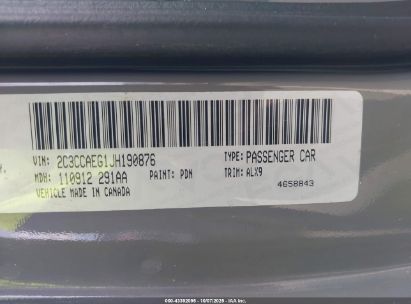 VIN: 2C3CCAEG1JH190876 TYPE: PASSENGER CAR
MDH: 110912 291AA PAINT: PDN TRIM: ALX9
VEHICLE MADE IN CANADA 4658843